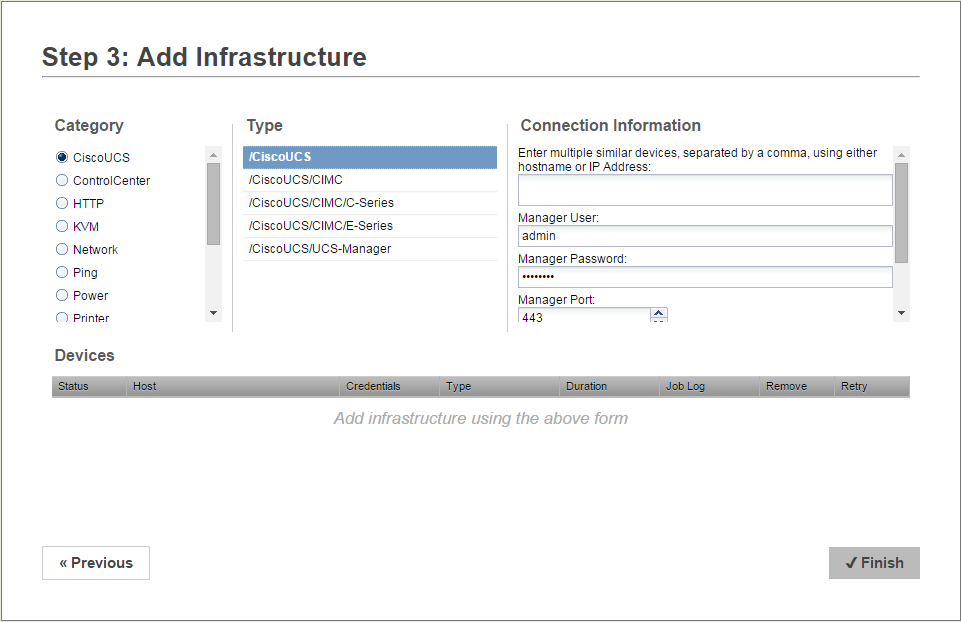 Step 3: Add Infrastructure
Category
CiscoUCS
ControlCenter
HTTP
KVM
Network
Ping
Power
Printer
Type
/CiscoUCS
/CiscoUCS/CIMC
/CiscoUCS/CIMC/C-Series
/CiscoUCS/CIMC/E-Series
/CiscoUCS/UCS-Manager
Connection Information
Enter multiple similar devices, separated by a comma, using either
hostname or IP Address:
Manager User:
admin
Manager Password:
••••••••
Manager Port:
443
Devices
Status Host Credentials Type Duration Job Log Remove Retry
Add infrastructure using the above form
« Previous
✓ Finish